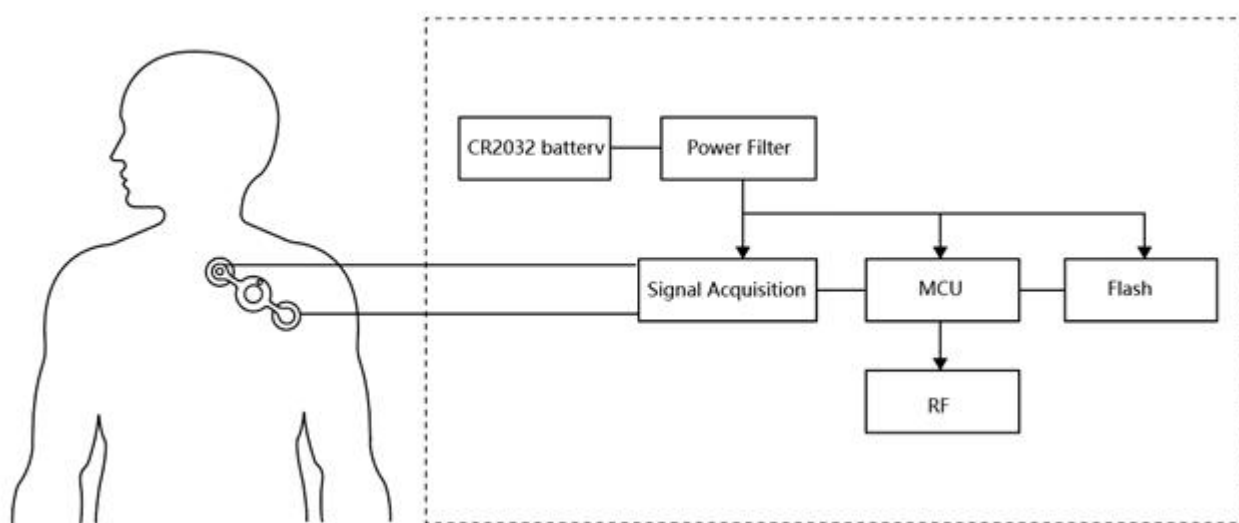 CR2032 batterv
Power Filter
Signal Acquisition
MCU
Flash
RF